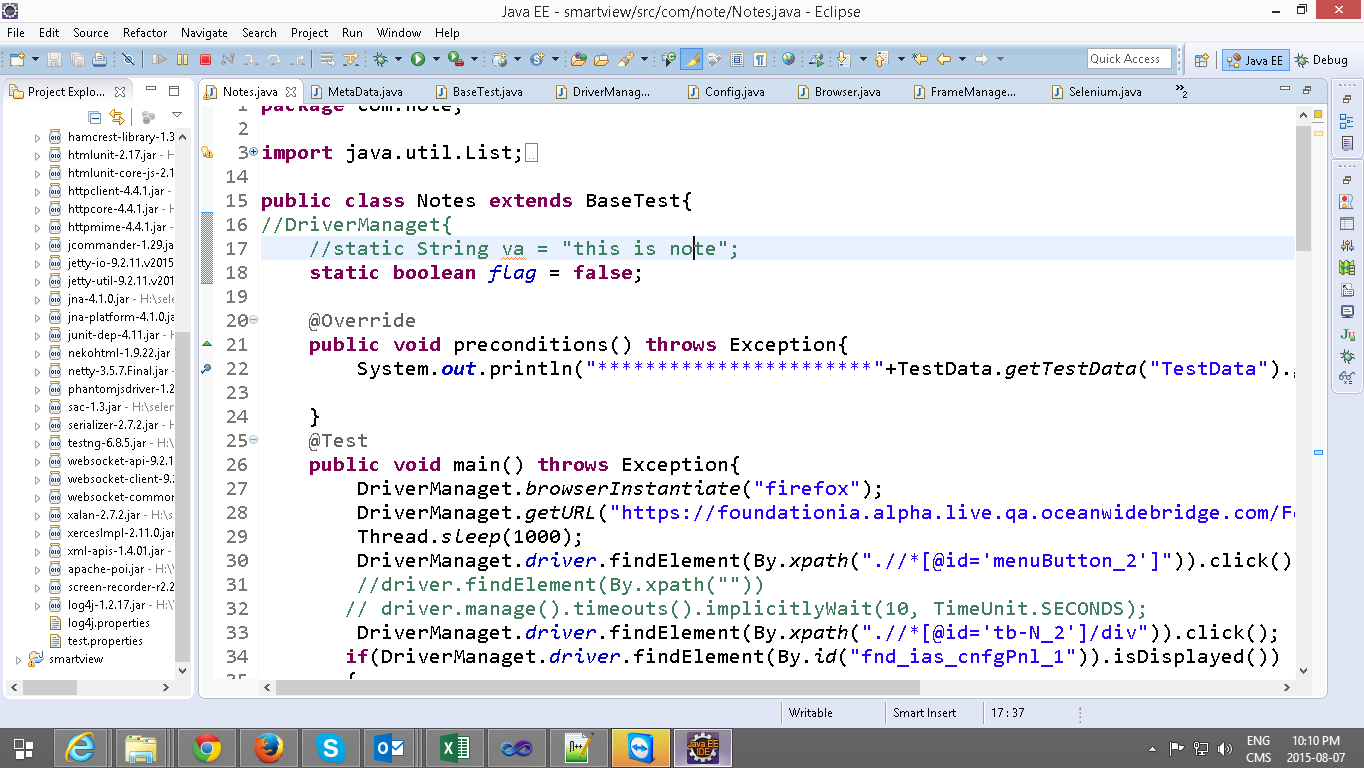 Java EE - smartview/src/com/note/Notes.java - Eclipse
File Edit Source Refactor Navigate Search Project Run Window Help
Quick Access
Java EE
Debug
Project Explo...
Notes.java
MetaData.java
BaseTest.java
DriverManag...
Config.java
Browser.java
FrameManage...
Selenium.java
»2
hamcrest-library-1.3
htmlunit-2.17.jar - H
htmlunit-core-js-2.1
httpclient-4.4.1.jar -
httpcore-4.4.1.jar -
httpmime-4.4.1.jar -
jcommander-1.29.ja
jetty-io-9.2.11.v2015
jetty-util-9.2.11.v201
jna-4.1.0.jar - H:\sele
jna-platform-4.1.0.ja
junit-dep-4.11.jar - H
nekohtml-1.9.22.jar
netty-3.5.7.Final.jar -
phantomjsdriver-1.2
sac-1.3.jar - H:\seler
serializer-2.7.2.jar - H
testng-6.8.5.jar - H:\
websocket-api-9.2.1
websocket-client-9.2
websocket-common
xalan-2.7.2.jar - H:\s
xercesImpl-2.11.0.jar
xml-apis-1.4.01.jar -
apache-poi.jar - H:\
screen-recorder-r2.2
log4j-1.2.17.jar - H:\
log4j.properties
test.properties
smartview
1 package com.note;
2
3 import java.util.List;
14
15 public class Notes extends BaseTest{
16 //DriverManaget{
17 //static String va = "this is note";
18 static boolean flag = false;
19
20 @Override
21 public void preconditions() throws Exception{
22 System.out.println("***********************"+TestData.getTestData("TestData").
23
24 }
25 @Test
26 public void main() throws Exception{
27 DriverManaget.browserInstantiate("firefox");
28 DriverManaget.getURL("https://foundationia.alpha.live.qa.oceanwidebridge.com/Fo
29 Thread.sleep(1000);
30 DriverManaget.driver.findElement(By.xpath(".//*[@id='menuButton_2']")).click()
31 //driver.findElement(By.xpath(""))
32 // driver.manage().timeouts().implicitlyWait(10, TimeUnit.SECONDS);
33 DriverManaget.driver.findElement(By.xpath(".//*[@id='tb-N_2']/div")).click();
34 if(DriverManaget.driver.findElement(By.id("fnd_ias_cnfgPnl_1")).isDisplayed())
Writable
Smart Insert
17 : 37
ENG
CMS
10:10 PM
2015-08-07